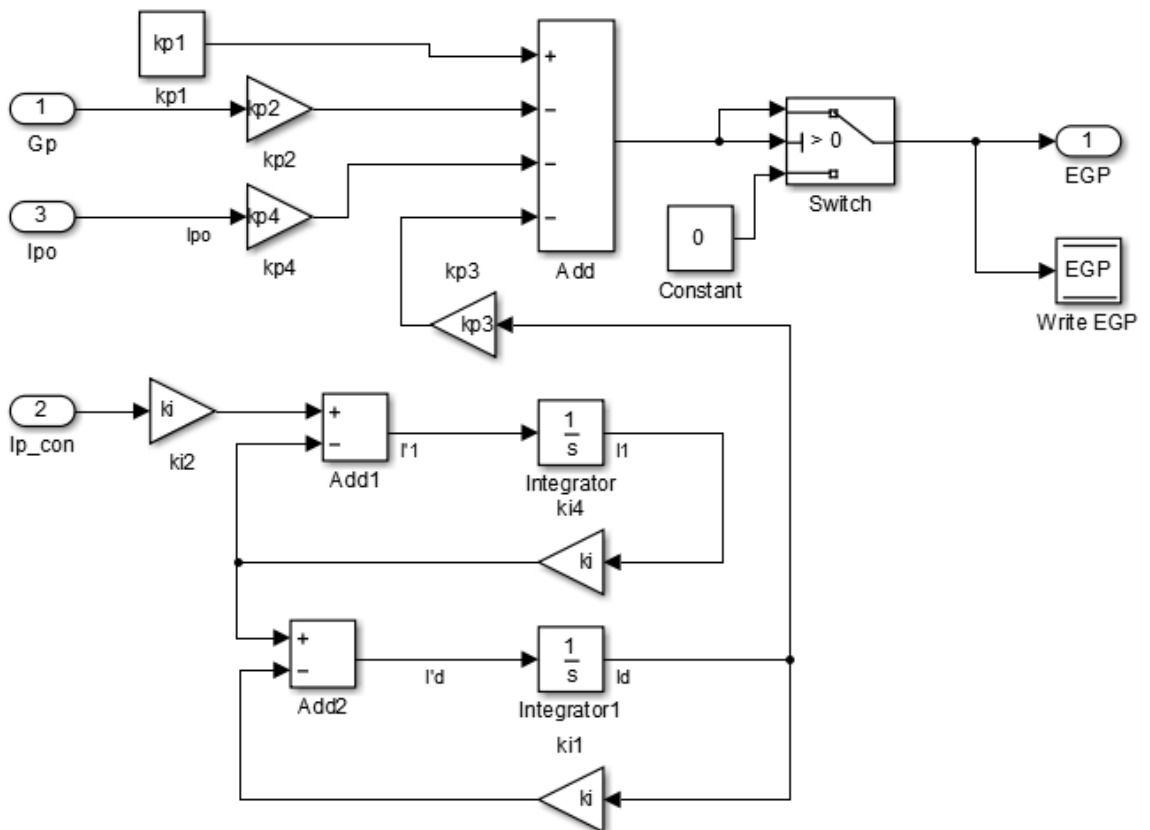 kp1
kp1
1
Gp
kp2
kp2
3
Ipo
Ipo
kp4
kp4
+
−
−
−
Add
kp3
kp3
> 0
Switch
0
Constant
1
EGP
EGP
Write EGP
2
Ip_con
ki
ki2
+
−
Add1
I'1
1
s
I1
Integrator
ki4
ki
+
−
Add2
I'd
1
s
Id
Integrator1
ki1
ki